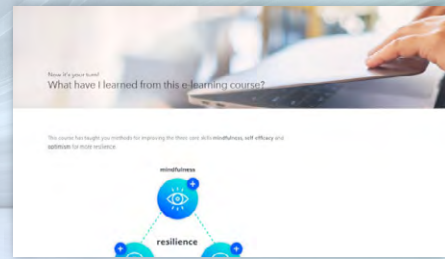 Now it's your turn!
What have I learned from this e-learning course?
This course has taught you methods for improving the three core skills mindfulness, self-efficacy and
optimism for more resilience
mindfulness
resilience